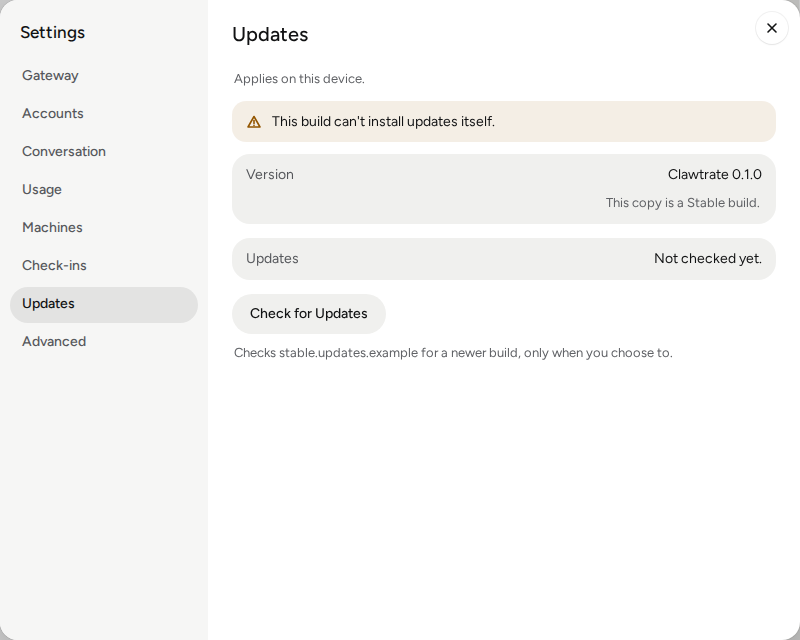 Settings
Gateway
Accounts
Conversation
Usage
Machines
Check-ins
Updates
Advanced
Updates
Applies on this device.
This build can't install updates itself.
Version Clawtrate 0.1.0
This copy is a Stable build.
Updates Not checked yet.
Check for Updates
Checks stable.updates.example for a newer build, only when you choose to.